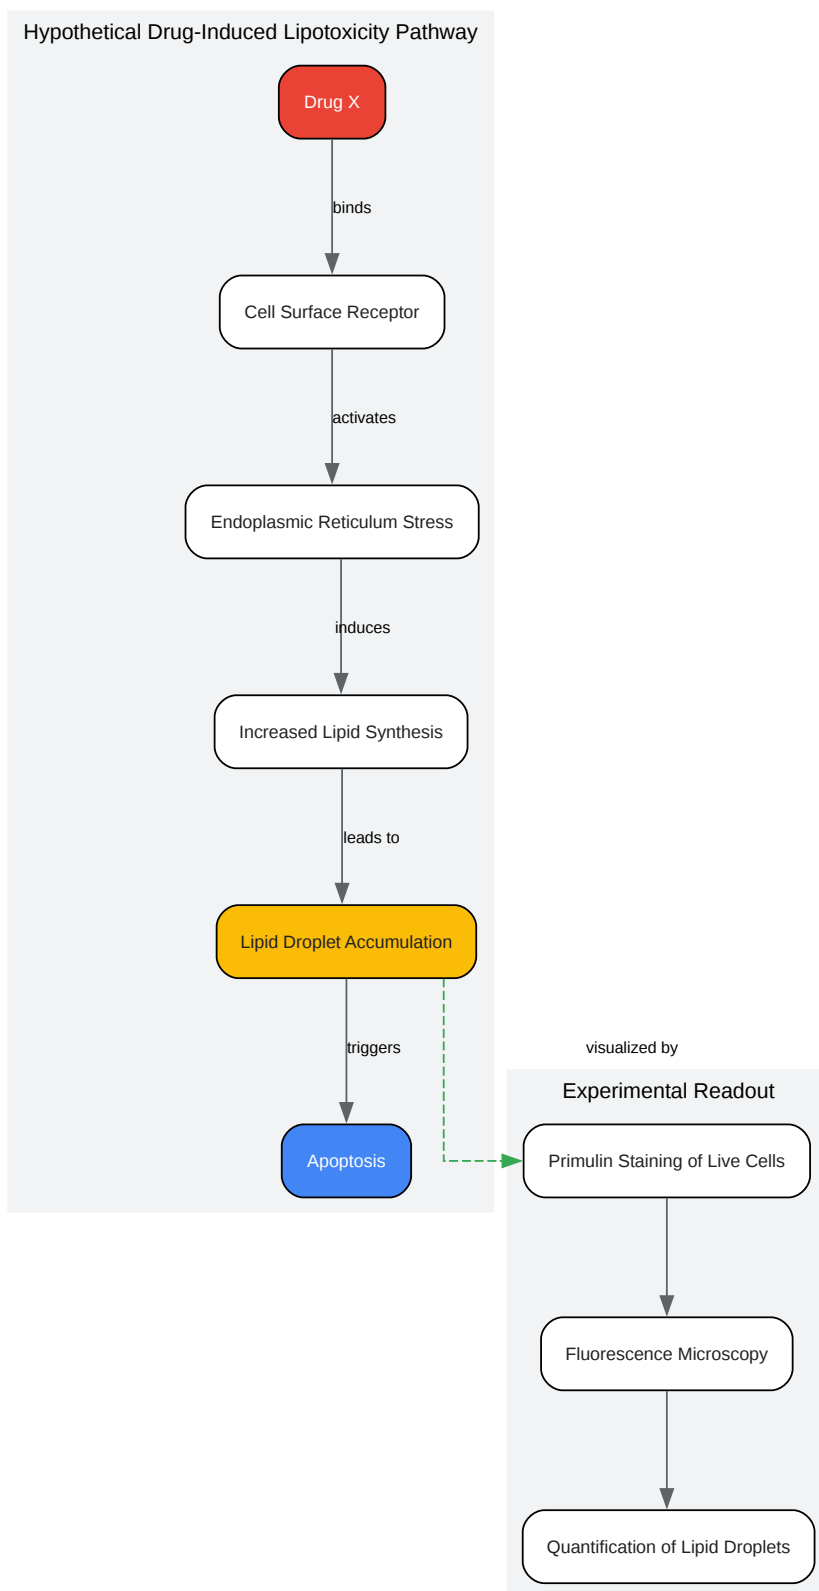 Hypothetical Drug-Induced Lipotoxicity Pathway
Drug X
binds
Cell Surface Receptor
activates
Endoplasmic Reticulum Stress
induces
Increased Lipid Synthesis
leads to
Lipid Droplet Accumulation
triggers
visualized by
Apoptosis
Experimental Readout
Primulin Staining of Live Cells
Fluorescence Microscopy
Quantification of Lipid Droplets